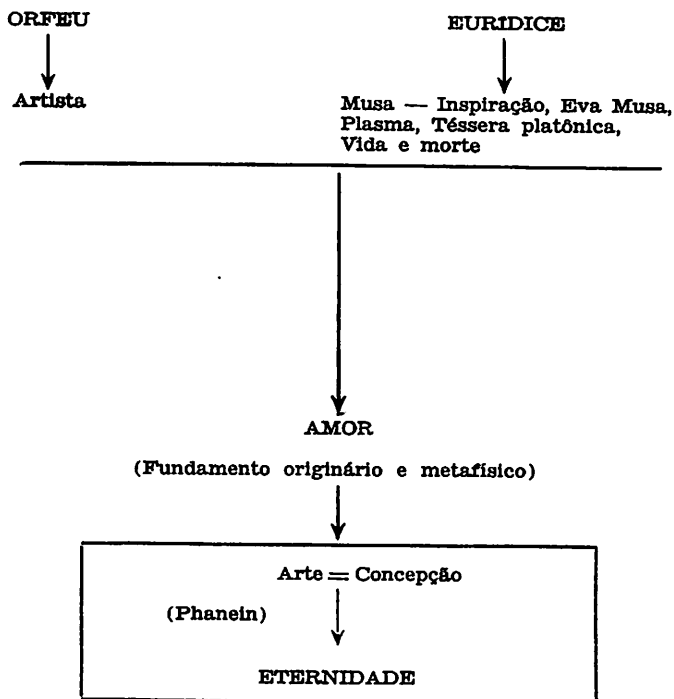 ORFEU
EURÍDICE
Artista
Musa — Inspiração, Eva Musa,
Plasma, Téssera platônica,
Vida e morte
AMOR
(Fundamento originário e metafísico)
Arte = Concepção
(Phanein)
ETERNIDADE